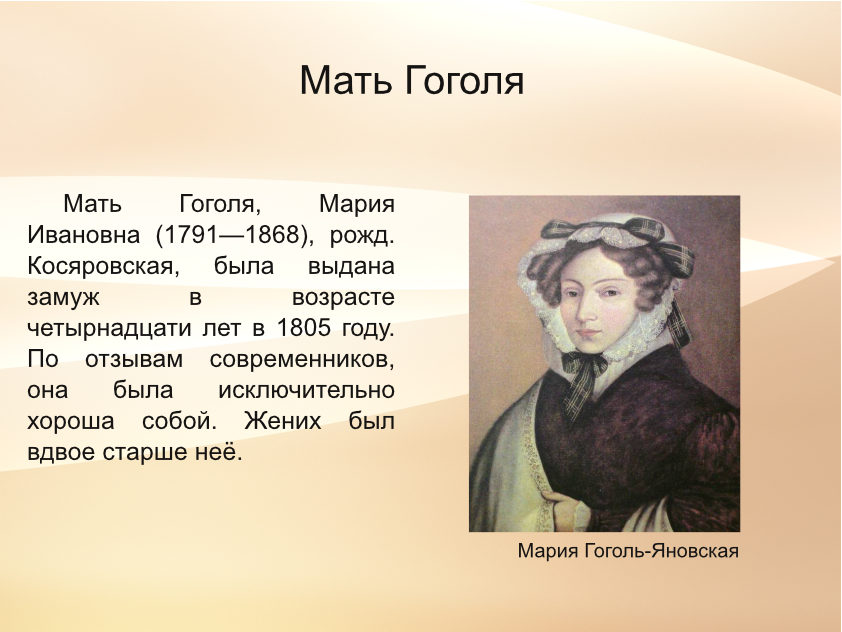 Мать Гоголя
Мать Гоголя, Мария
Ивановна (1791—1868), рожд.
Косяровская, была выдана
замуж в возрасте
четырнадцати лет в 1805 году.
По отзывам современников,
она была исключительно
хороша собой. Жених был
вдвое старше неё.
Мария Гоголь-Яновская